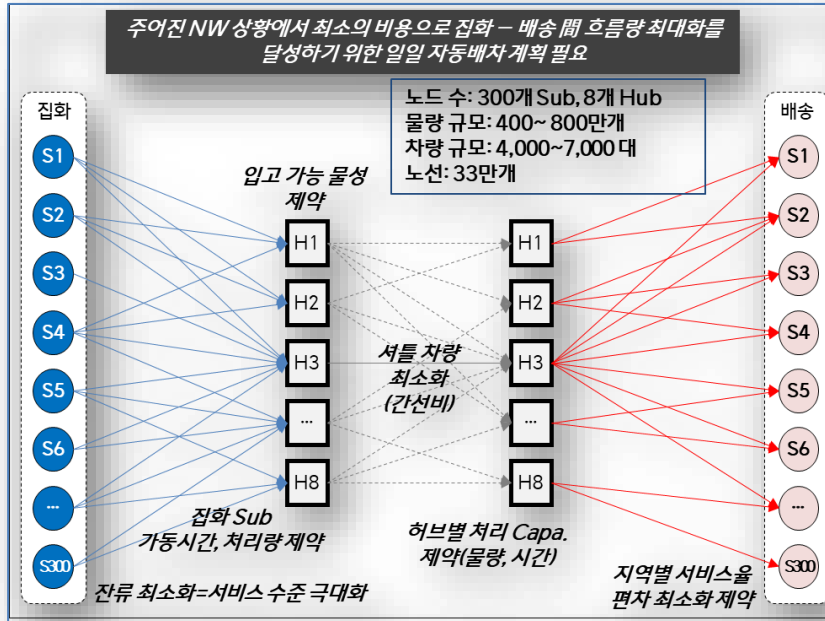 주어진 NW 상황에서 최소의 비용으로 집화 – 배송 間 흐름량 최대화를
달성하기 위한 일일 자동배차 계획 필요
노드 수: 300개 Sub, 8개 Hub
물량 규모: 400~ 800만개
차량 규모: 4,000~7,000 대
노선: 33만개
집화
S1
S2
S3
S4
S5
S6
...
S300
입고 가능 물성
제약
H1
H2
H3
...
H8
셔틀 차량
최소화
(간선비)
H1
H2
H3
...
H8
배송
S1
S2
S3
S4
S5
S6
...
S300
집화 Sub
가동시간, 처리량 제약
허브별 처리 Capa.
제약(물량, 시간)
잔류 최소화=서비스 수준 극대화
지역별 서비스율
편차 최소화 제약